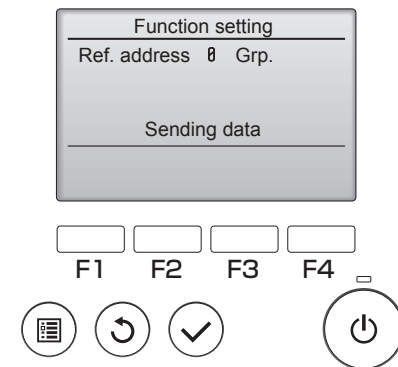 Function setting
Ref. address 0 Grp.
Sending data
F1 F2 F3 F4